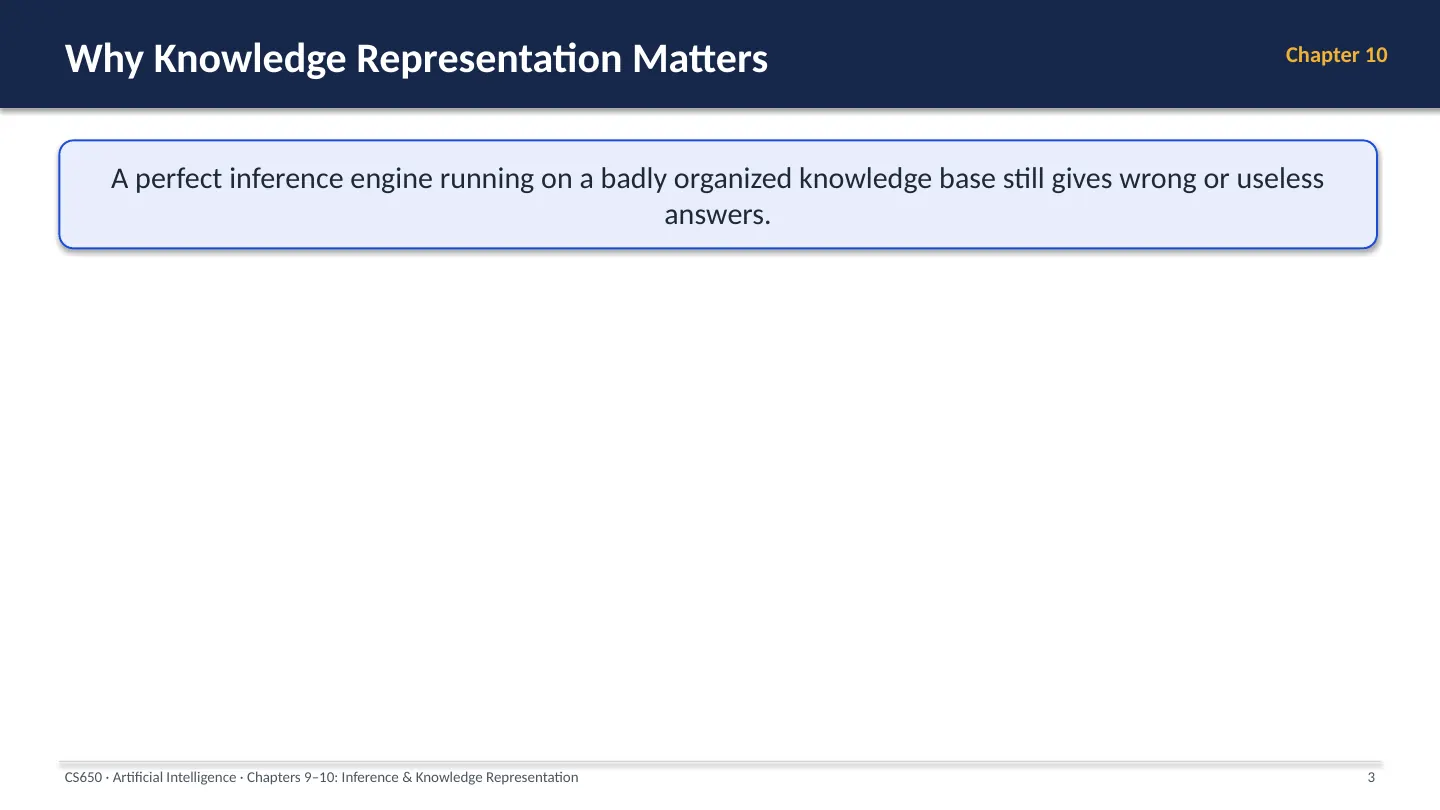 Why Knowledge Representation Matters
Chapter 10
A perfect inference engine running on a badly organized knowledge base still gives wrong or useless
answers.
CS650 · Artificial Intelligence · Chapters 9–10: Inference & Knowledge Representation
3